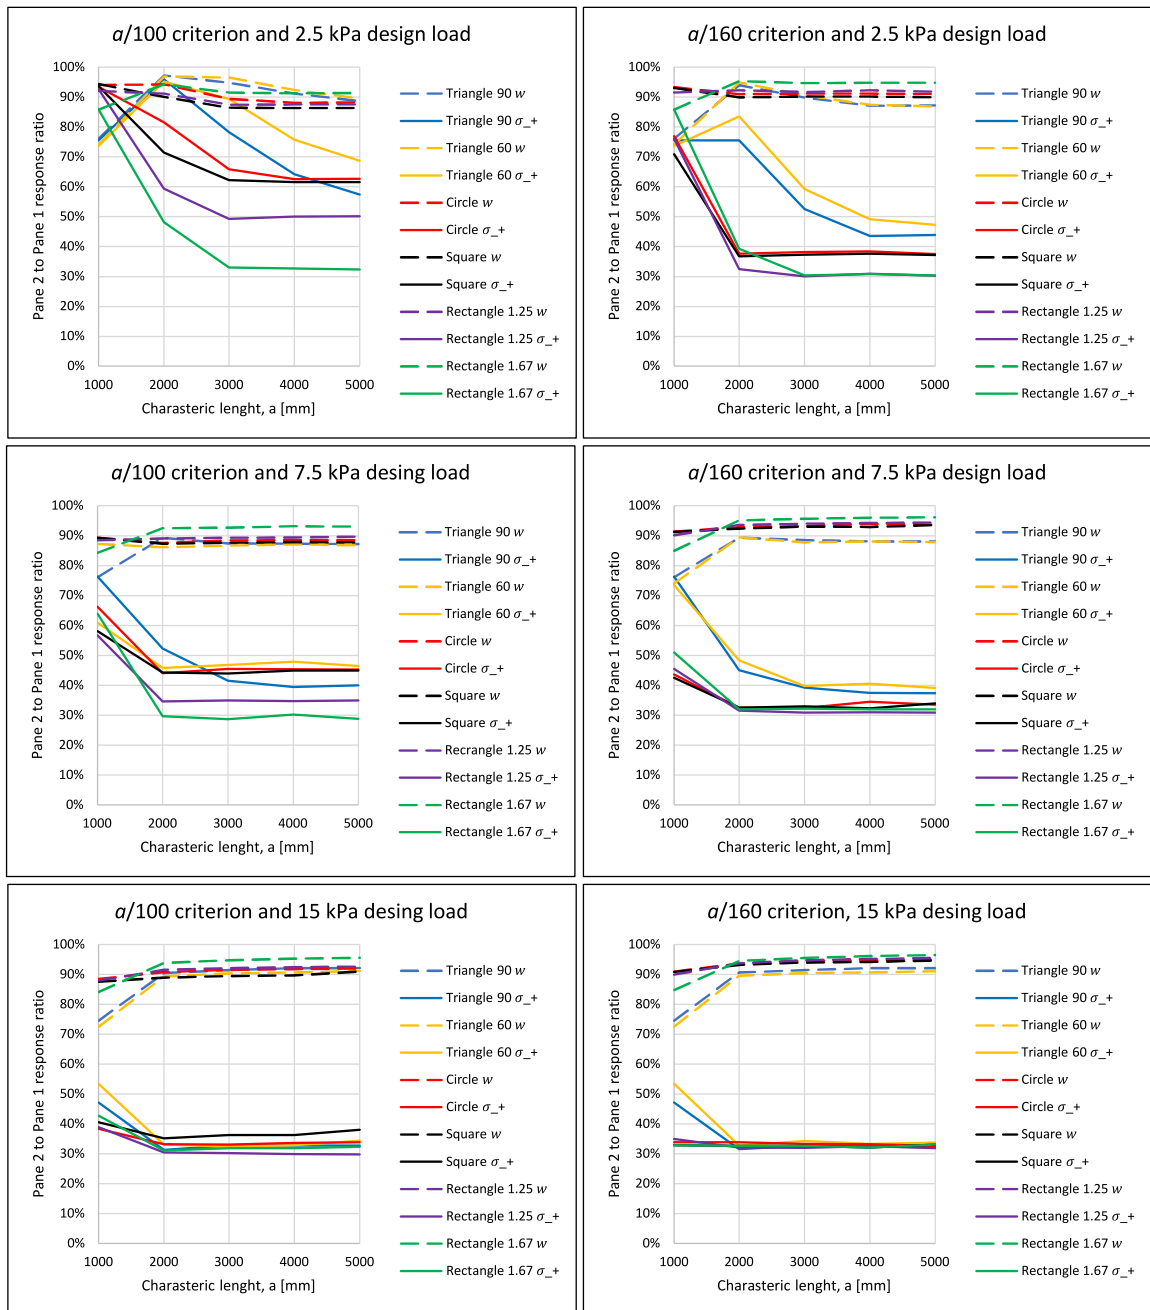 a/100 criterion and 2.5 kPa design load
100%
90%
80%
70%
60%
50%
40%
30%
20%
10%
0%
Pane 2 to Pane 1 response ratio
1000 2000 3000 4000 5000
Charasteric lenght, a [mm]
Triangle 90 w
Triangle 90 σ_+
Triangle 60 w
Triangle 60 σ_+
Circle w
Circle σ_+
Square w
Square σ_+
Rectangle 1.25 w
Rectangle 1.25 σ_+
Rectangle 1.67 w
Rectangle 1.67 σ_+
a/160 criterion and 2.5 kPa design load
100%
90%
80%
70%
60%
50%
40%
30%
20%
10%
0%
Pane 2 to Pane 1 response ratio
1000 2000 3000 4000 5000
Charasteric lenght, a [mm]
Triangle 90 w
Triangle 90 σ_+
Triangle 60 w
Triangle 60 σ_+
Circle w
Circle σ_+
Square w
Square σ_+
Rectangle 1.25 w
Rectangle 1.25 σ_+
Rectangle 1.67 w
Rectangle 1.67 σ_+
a/100 criterion and 7.5 kPa desing load
100%
90%
80%
70%
60%
50%
40%
30%
20%
10%
0%
Pane 2 to Pane 1 response ratio
1000 2000 3000 4000 5000
Charasteric lenght, a [mm]
Triangle 90 w
Triangle 90 σ_+
Triangle 60 w
Triangle 60 σ_+
Circle w
Circle σ_+
Square w
Square σ_+
Recrangle 1.25 w
Rectangle 1.25 σ_+
Rectangle 1.67 w
Rectangle 1.67 σ_+
a/160 criterion and 7.5 kPa design load
100%
90%
80%
70%
60%
50%
40%
30%
20%
10%
0%
Pane 2 to Pane 1 response ratio
1000 2000 3000 4000 5000
Charasteric lenght, a [mm]
Triangle 90 w
Triangle 90 σ_+
Triangle 60 w
Triangle 60 σ_+
Circle w
Circle σ_+
Square w
Square σ_+
Rectangle 1.25 w
Rectangle 1.25 σ_+
Rectangle 1.67 w
Rectangle 1.67 σ_+
a/100 criterion and 15 kPa desing load
100%
90%
80%
70%
60%
50%
40%
30%
20%
10%
0%
Pane 2 to Pane 1 response ratio
1000 2000 3000 4000 5000
Charasteric lenght, a [mm]
Triangle 90 w
Triangle 90 σ_+
Triangle 60 w
Triangle 60 σ_+
Circle w
Circle σ_+
Square w
Square σ_+
Rectangle 1.25 w
Rectangle 1.25 σ_+
Rectangle 1.67 w
Rectangle 1.67 σ_+
a/160 criterion, 15 kPa desing load
100%
90%
80%
70%
60%
50%
40%
30%
20%
10%
0%
Pane 2 to Pane 1 response ratio
1000 2000 3000 4000 5000
Charasteric lenght, a [mm]
Triangle 90 w
Triangle 90 σ_+
Triangle 60 w
Triangle 60 σ_+
Circle w
Circle σ_+
Square w
Square σ_+
Rectangle 1.25 w
Rectangle 1.25 σ_+
Rectangle 1.67 w
Rectangle 1.67 σ_+